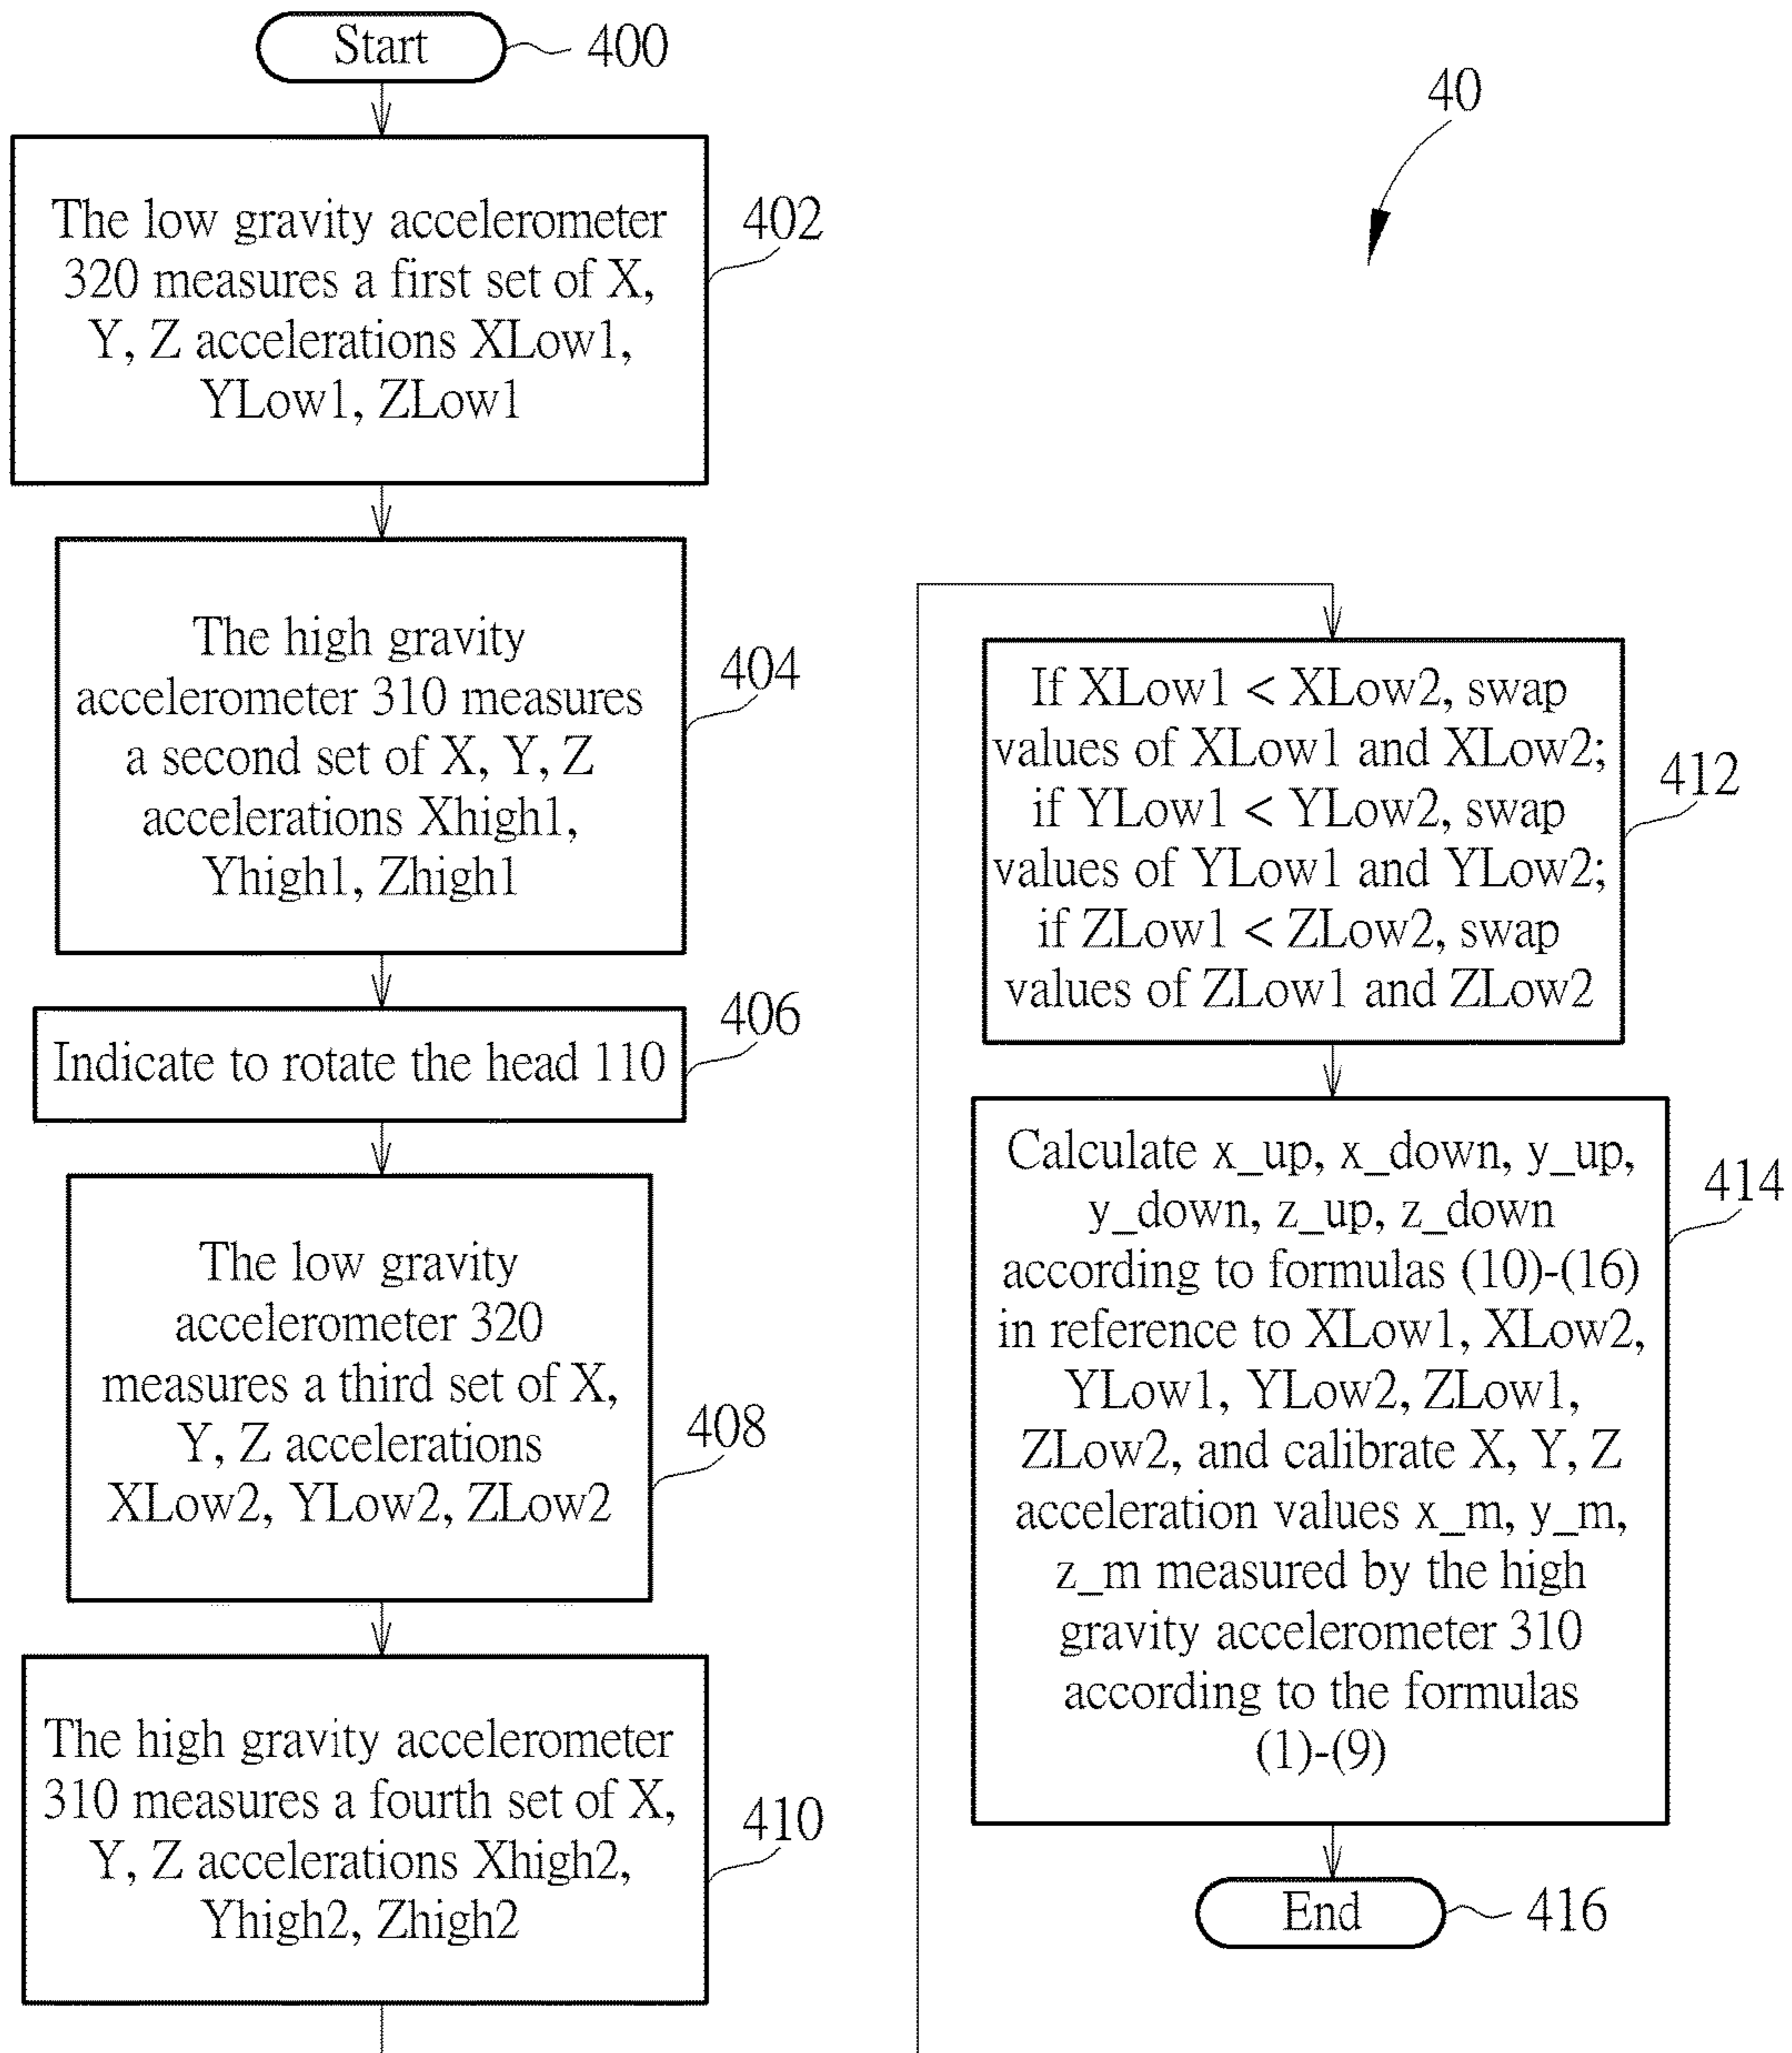 Start
400
40
The low gravity accelerometer
320 measures a first set of X,
Y, Z accelerations XLow1,
YLow1, ZLow1
402
The high gravity
accelerometer 310 measures
a second set of X, Y, Z
accelerations Xhigh1,
Yhigh1, Zhigh1
404
Indicate to rotate the head 110
406
The low gravity
accelerometer 320
measures a third set of X,
Y, Z accelerations
XLow2, YLow2, ZLow2
408
The high gravity accelerometer
310 measures a fourth set of X,
Y, Z accelerations Xhigh2,
Yhigh2, Zhigh2
410
If XLow1 < XLow2, swap
values of XLow1 and XLow2;
if YLow1 < YLow2, swap
values of YLow1 and YLow2;
if ZLow1 < ZLow2, swap
values of ZLow1 and ZLow2
412
Calculate x_up, x_down, y_up,
y_down, z_up, z_down
according to formulas (10)-(16)
in reference to XLow1, XLow2,
YLow1, YLow2, ZLow1,
ZLow2, and calibrate X, Y, Z
acceleration values x_m, y_m,
z_m measured by the high
gravity accelerometer 310
according to the formulas
(1)-(9)
414
End
416